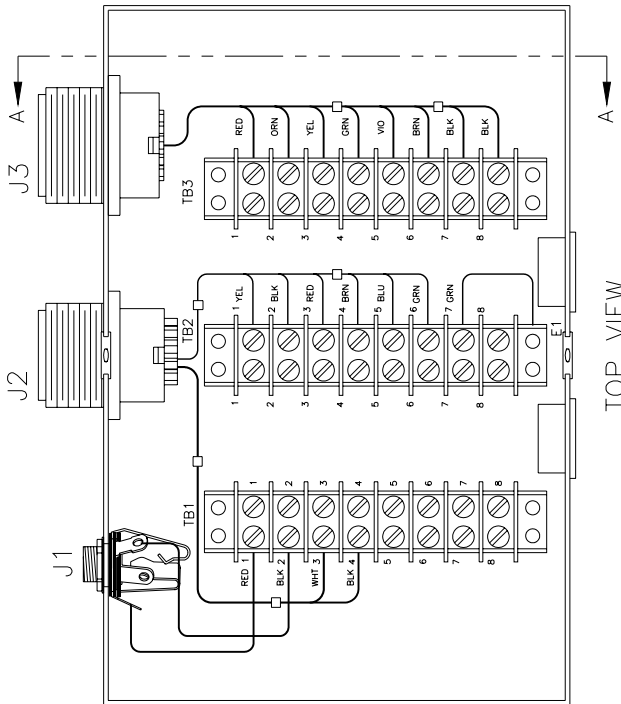 A
A
J3
TB3
RED
ORN
YEL
GRN
VIO
BRN
BLK
BLK
1
2
3
4
5
6
7
8
J2
TB2
1 YEL
2 BLK
3 RED
4 BRN
5 BLU
6 GRN
7 GRN
8
1
2
3
4
5
6
7
8
E1
J1
TB1
1
2
3
4
5
6
7
8
RED 1
BLK 2
WHT 3
BLK 4
5
6
7
8
TOP VIEW